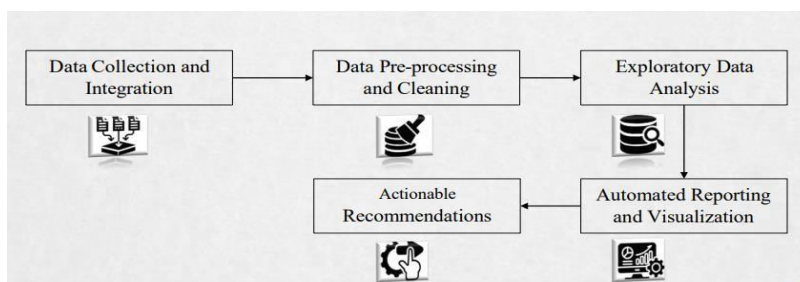 Data Collection and
Integration
Data Pre-processing
and Cleaning
Exploratory Data
Analysis
Automated Reporting
and Visualization
Actionable
Recommendations